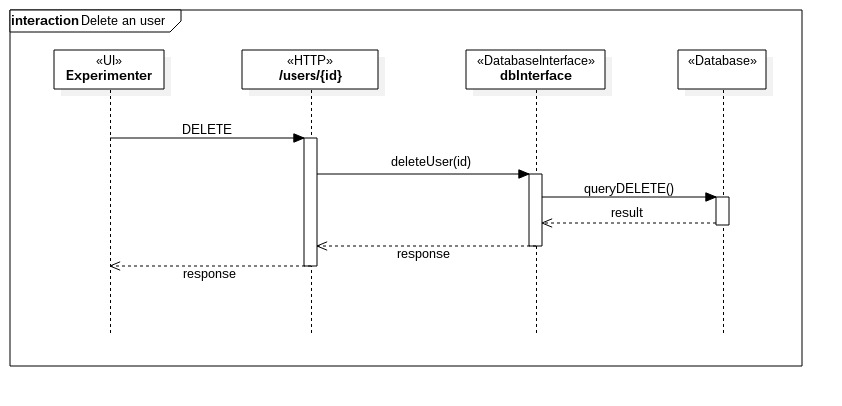 interaction Delete an user
«UI»
Experimenter
«HTTP»
/users/{id}
«DatabaseInterface»
dbInterface
«Database»
DELETE
deleteUser(id)
queryDELETE()
result
response
response